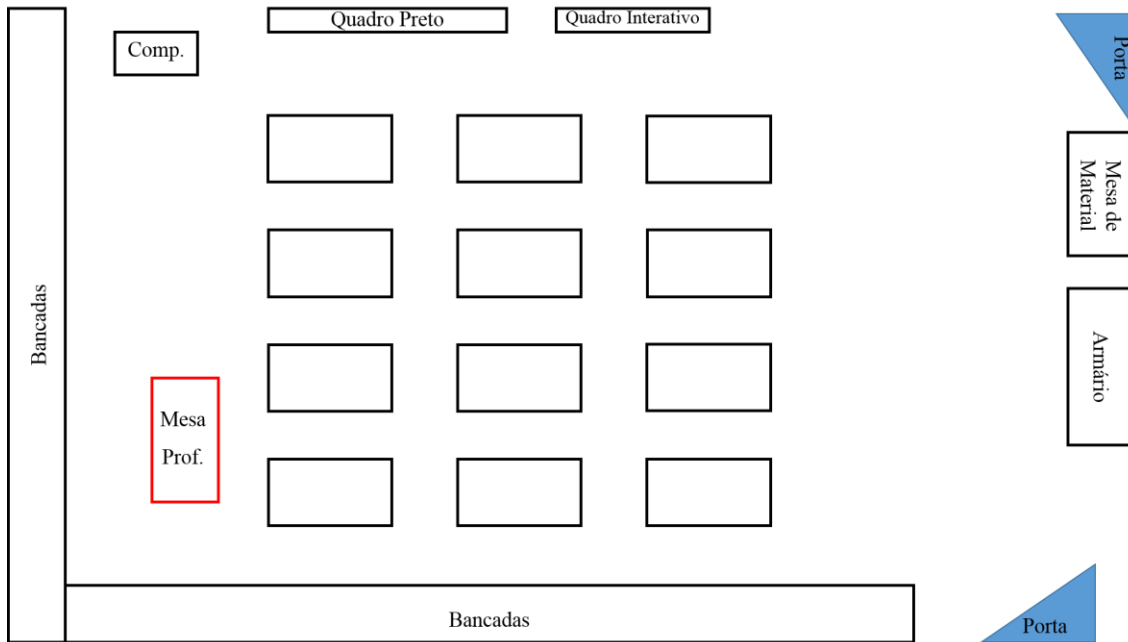 Quadro Preto
Quadro Interativo
Comp.
Porta
Mesa de
Material
Bancadas
Armário
Mesa
Prof.
Bancadas
Porta